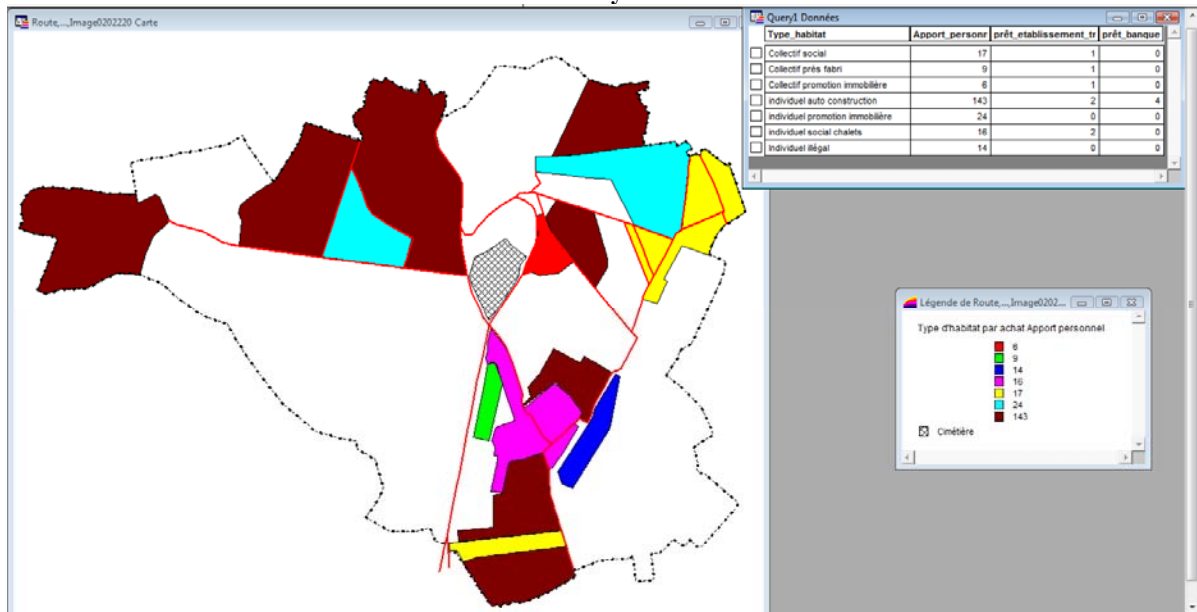 Route,...,Image0202220 Carte
Query1 Données
Type_habitat Apport_personr prêt_etablissement_tr prêt_banque
Collectif social 17 1 0
Collectif prés fabri 9 1 0
Collectif promotion immobilière 6 1 0
individuel auto construction 143 2 4
individuel promotion immobilière 24 0 0
individuel social chalets 16 2 0
Individuel illégal 14 0 0
Légende de Route,...,Image0202...
Type d'habitat par achat Apport personnel
6
9
14
16
17
24
143
Cimétière